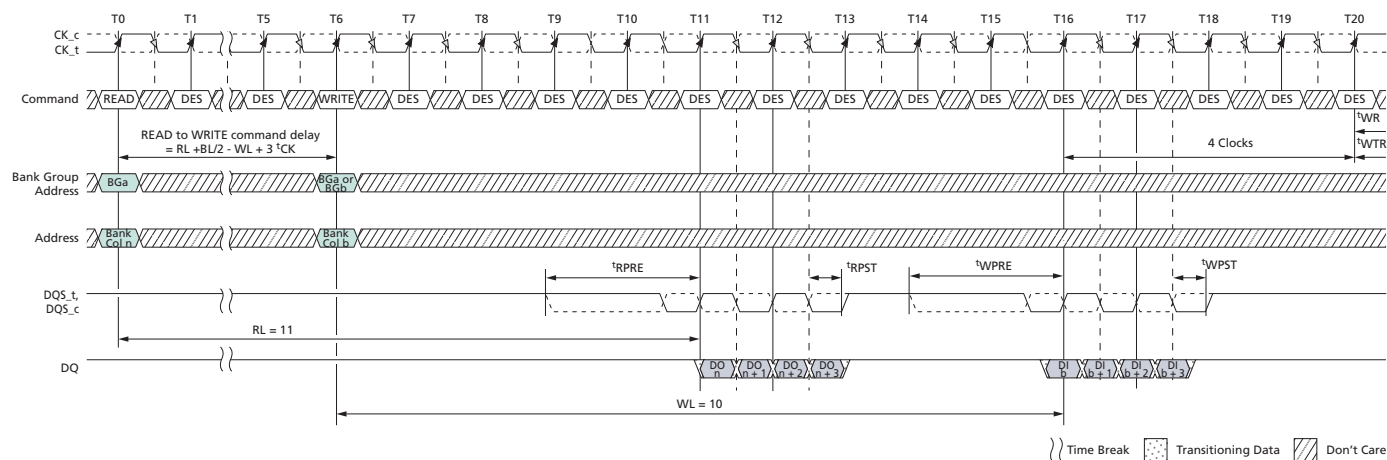 T0 T1 T5 T6 T7 T8 T9 T10 T11 T12 T13 T14 T15 T16 T17 T18 T19 T20
CK_c
CK_t
Command READ DES DES WRITE DES DES DES DES DES DES DES DES DES DES DES DES DES DES
READ to WRITE command delay
= RL +BL/2 - WL + 3 tCK
4 Clocks
tWR
tWTR
Bank Group
Address
BGa
BGa or
BGb
Address
Bank
Col n
Bank
Col b
tRPRE tRPST tWPRE tWPST
DQS_t,
DQS_c
RL = 11
DQ
DO
n
DO
n + 1
DO
n + 2
DO
n + 3
DI
b
DI
b + 1
DI
b + 2
DI
b + 3
WL = 10
Time Break Transitioning Data Don't Care